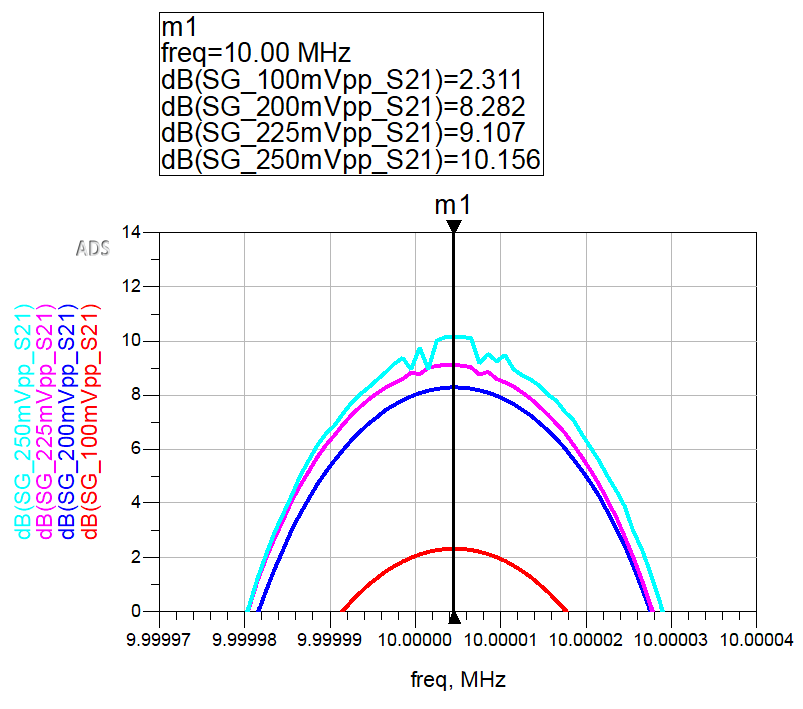 m1
freq=10.00 MHz
dB(SG_100mVpp_S21)=2.311
dB(SG_200mVpp_S21)=8.282
dB(SG_225mVpp_S21)=9.107
dB(SG_250mVpp_S21)=10.156
m1
ADS
14
12
10
8
6
4
2
0
dB(SG_250mVpp_S21)
dB(SG_225mVpp_S21)
dB(SG_200mVpp_S21)
dB(SG_100mVpp_S21)
9.99997 9.99998 9.99999 10.00000 10.00001 10.00002 10.00003 10.00004
freq, MHz